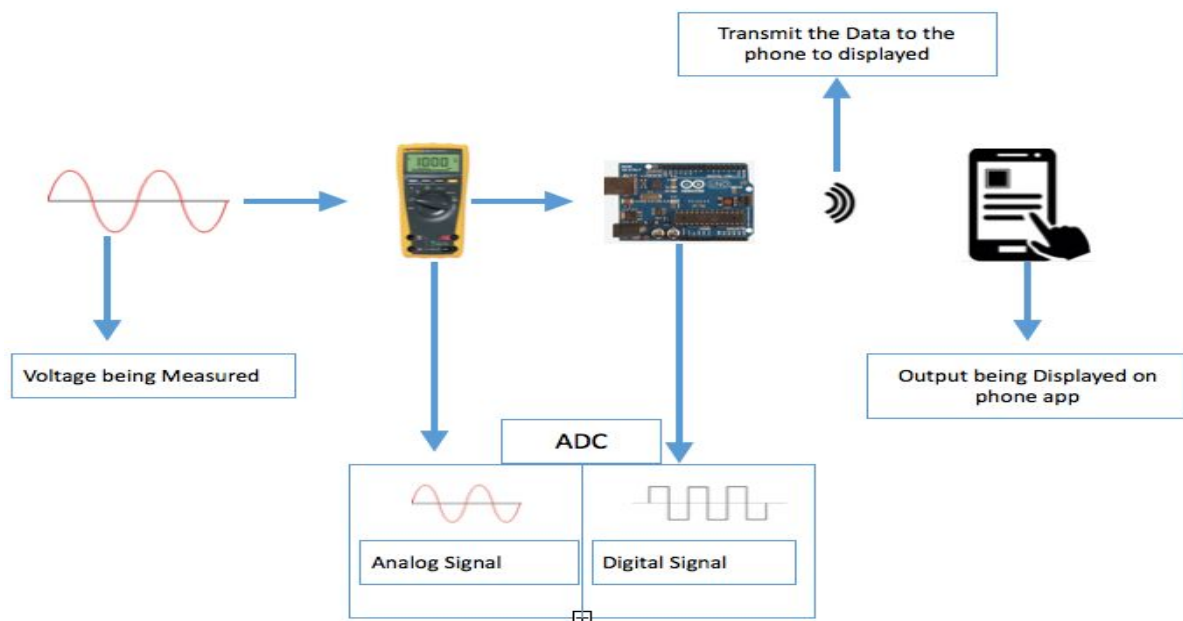 Transmit the Data to the
phone to displayed
1000
Voltage being Measured
Output being Displayed on
phone app
ADC
Analog Signal
Digital Signal